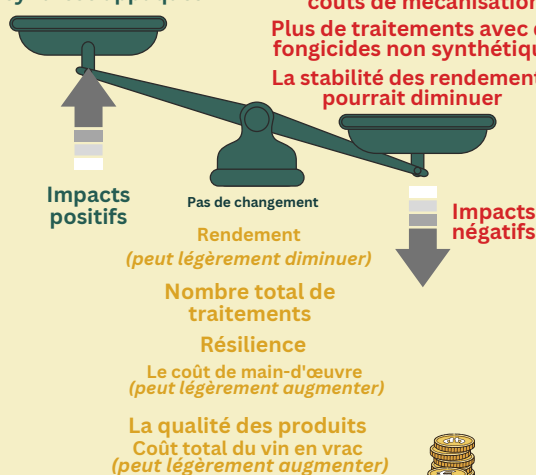 coûts de mécanisation
Plus de traitements avec
fongicides non synthétiqu
La stabilité des rendement
pourrait diminuer
Impacts
positifs
Pas de changement
Impacts
négatifs
Rendement
(peut légèrement diminuer)
Nombre total de
traitements
Résilience
Le coût de main-d'œuvre
(peut légèrement augmenter)
La qualité des produits
Coût total du vin en vrac
(peut légèrement augmenter)